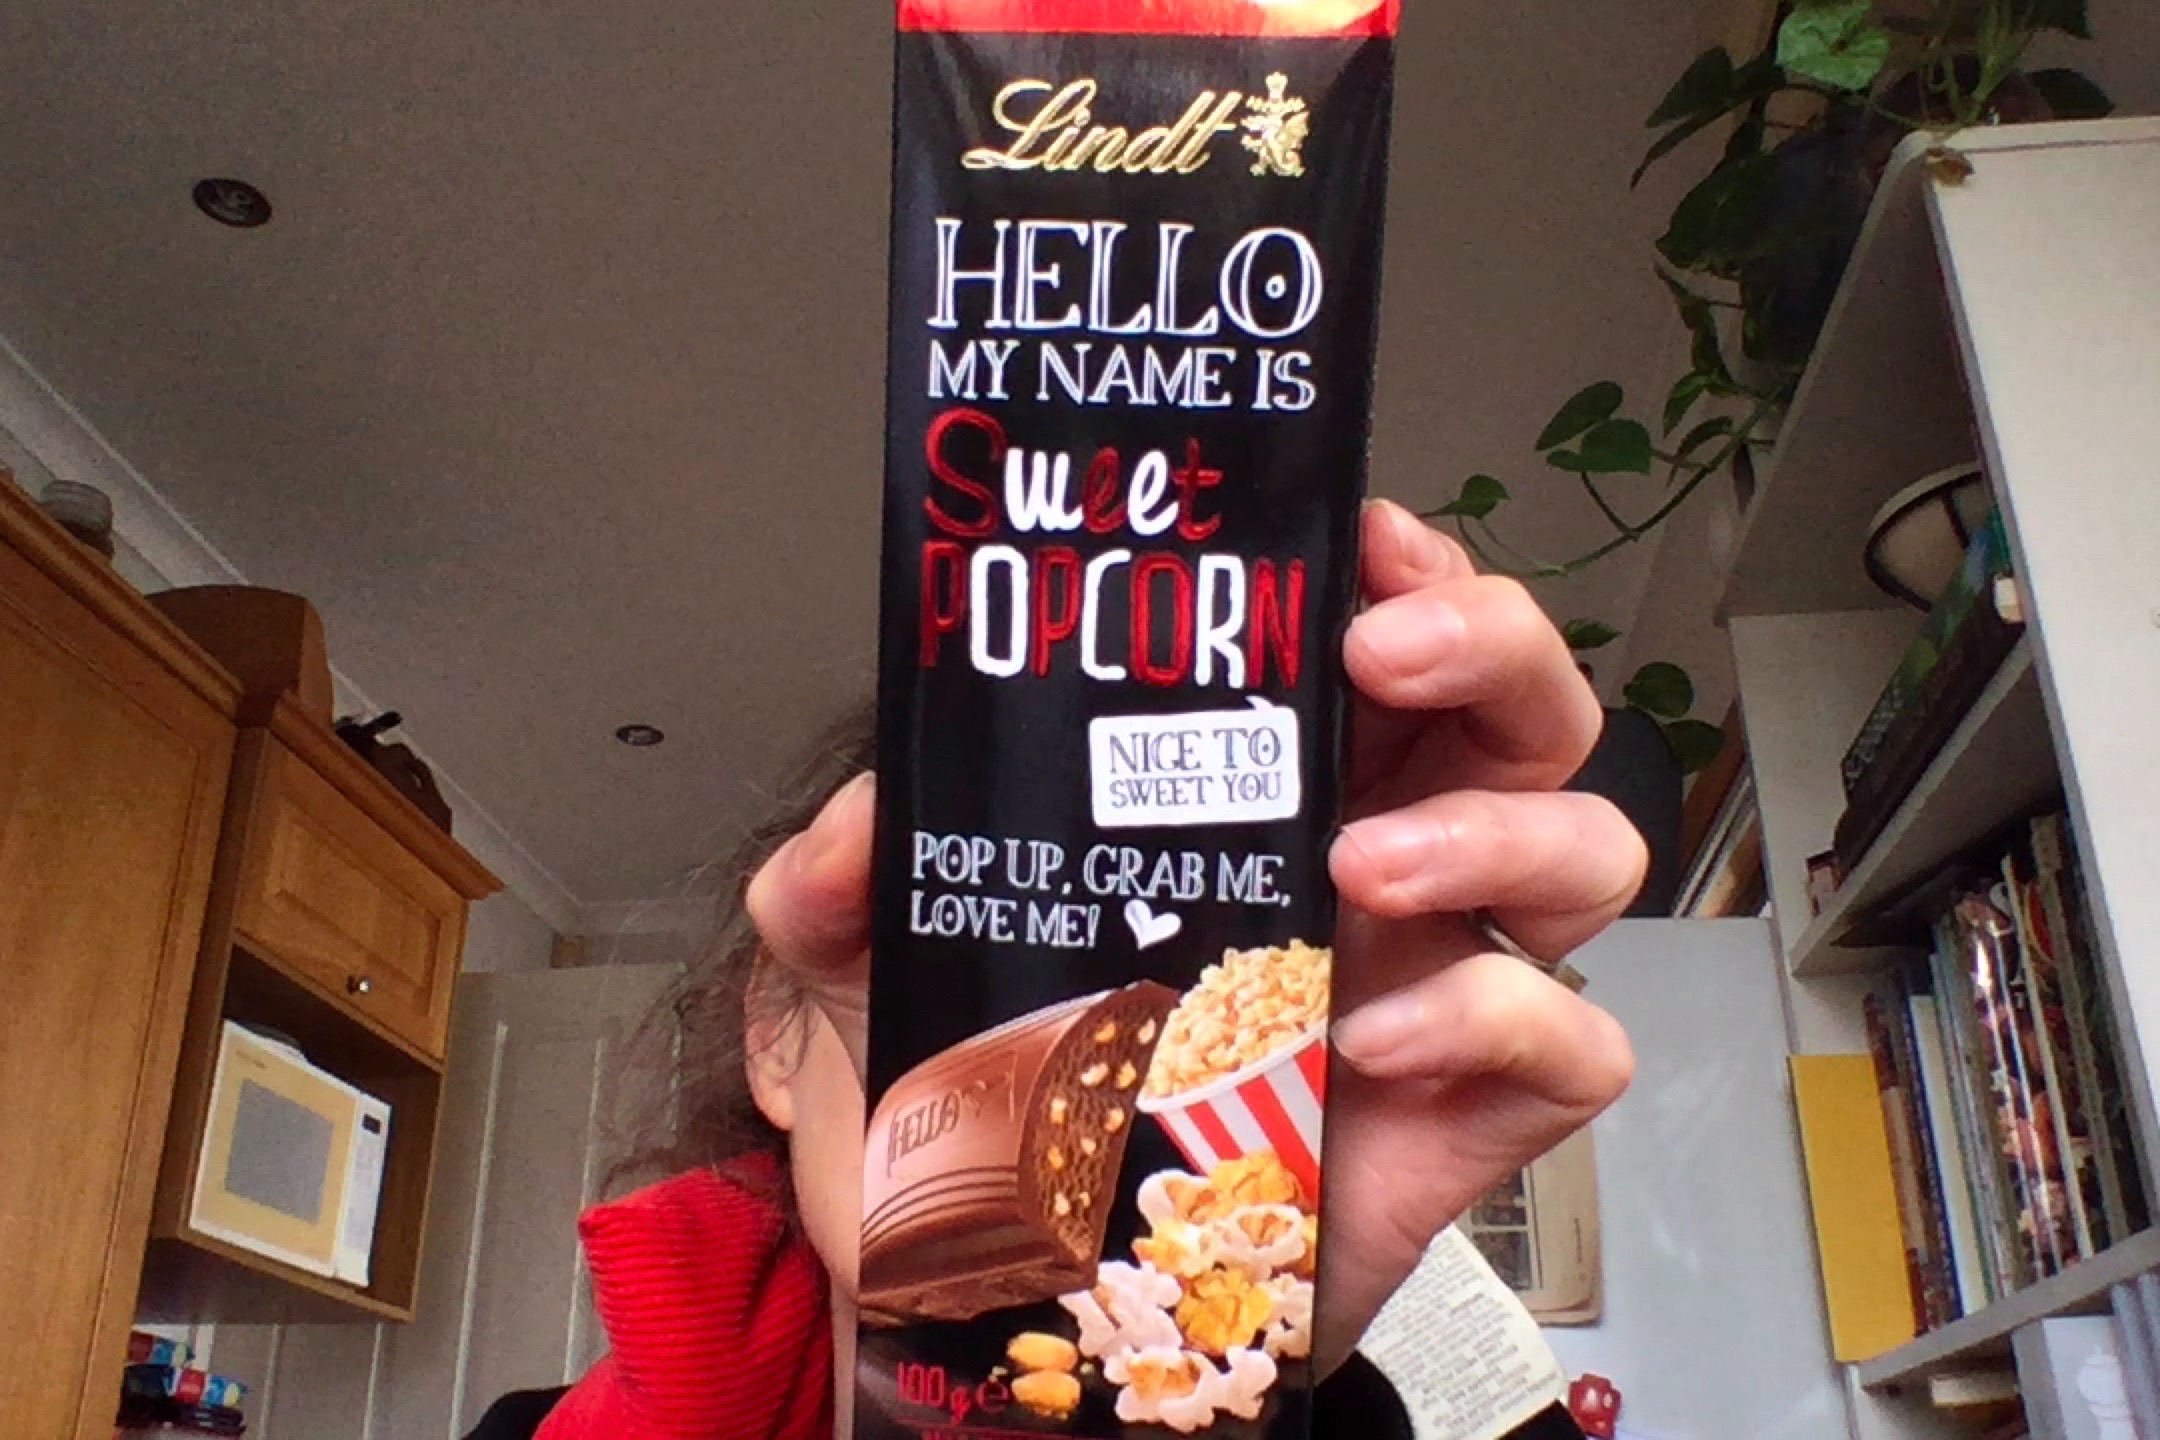 Lindt
HELLO
MY NAME IS
Sweet
POPCORN
NICE TO
SWEET YOU
POP UP, GRAB ME,
LOVE ME!
HELLO
100 g e